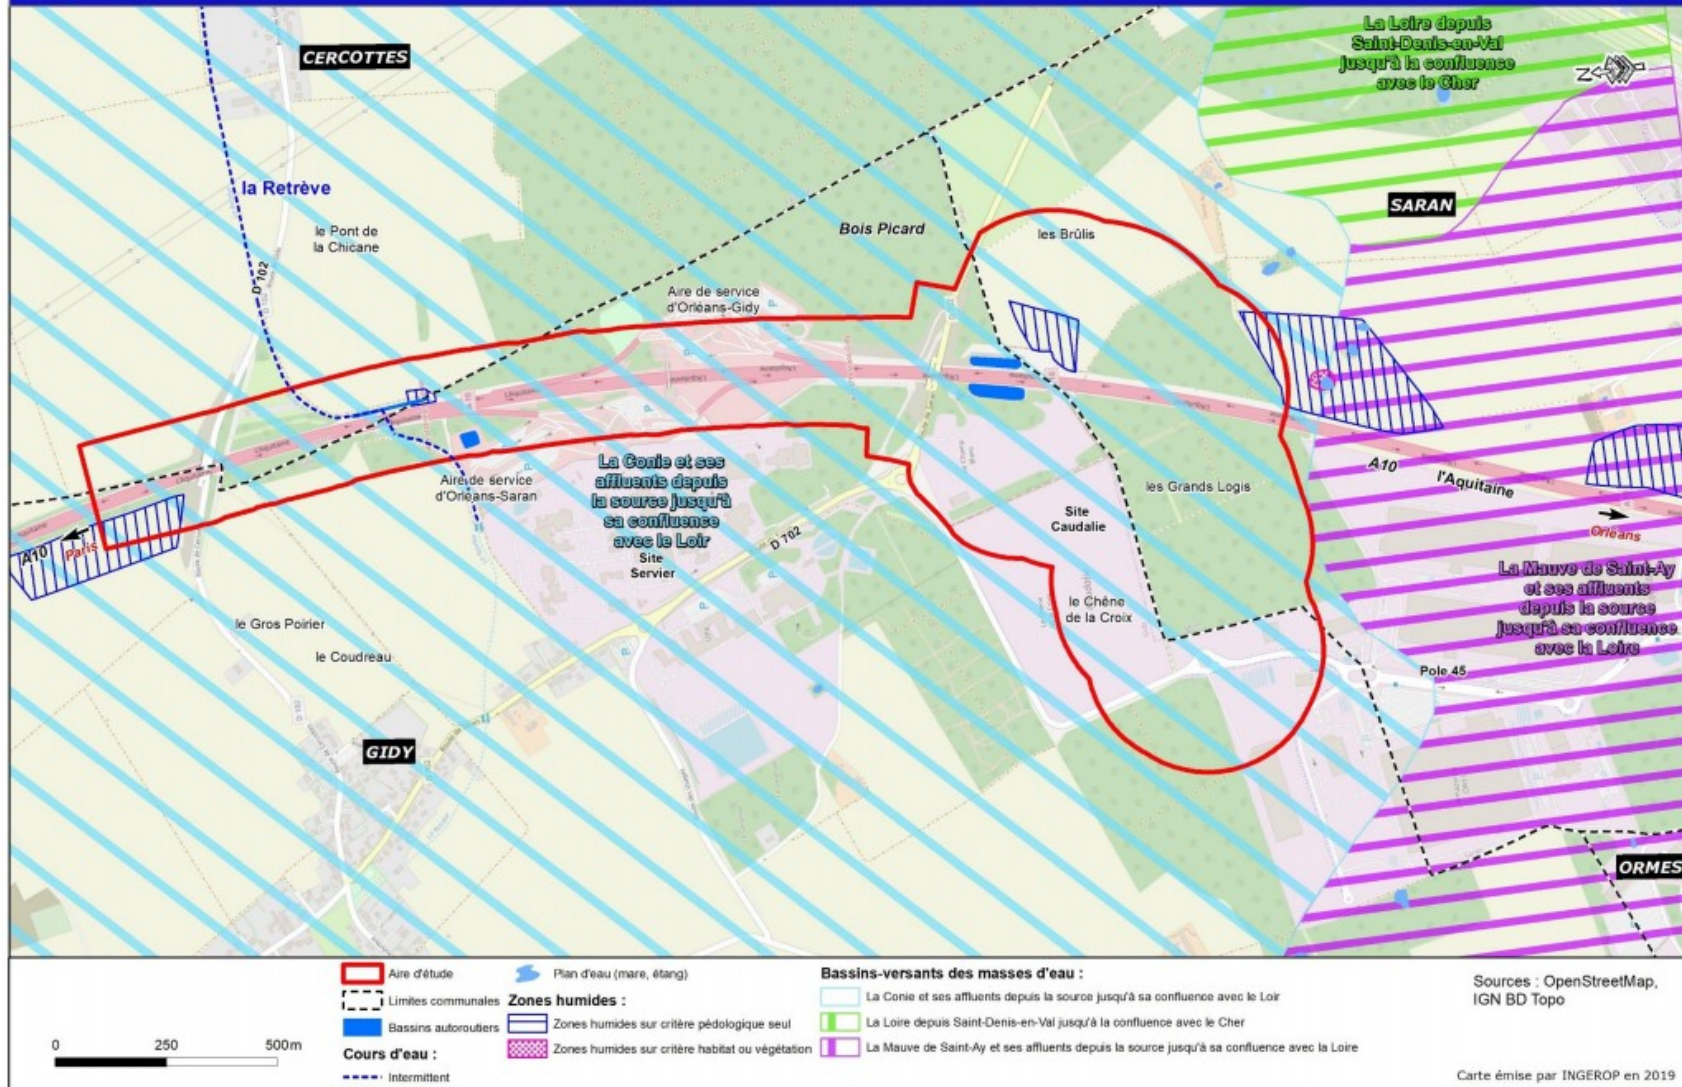 CERCOTTES
La Loire depuis
Saint-Denis-en-Val
jusqu'à la confluence
avec le Cher
N
la Retrève
SARAN
le Pont de
la Chicane
Bois Picard
les Brûlis
D 102
Aire de service
d'Orléans-Gidy
La Conie et ses
affluents depuis
la source jusqu'à
sa confluence
avec le Loir
Aire de service
d'Orléans-Saran
A10
l'Aquitaine
les Grands Logis
Site
Caudalie
Orléans
A10
Paris
D 702
Site
Servier
La Mauve de Saint-Ay
et ses affluents
depuis la source
jusqu'à sa confluence
avec la Loire
le Chêne
de la Croix
le Gros Poirier
le Coudreau
Pole 45
GIDY
ORMES
Aire d'étude
Limites communales
Bassins autoroutiers
Cours d'eau :
Intermittent
Plan d'eau (mare, étang)
Zones humides :
Zones humides sur critère pédologique seul
Zones humides sur critère habitat ou végétation
Bassins-versants des masses d'eau :
La Conie et ses affluents depuis la source jusqu'à sa confluence avec le Loir
La Loire depuis Saint-Denis-en-Val jusqu'à la confluence avec le Cher
La Mauve de Saint-Ay et ses affluents depuis la source jusqu'à sa confluence avec la Loire
Sources : OpenStreetMap,
IGN BD Topo
0 250 500m
Carte émise par INGEROP en 2019